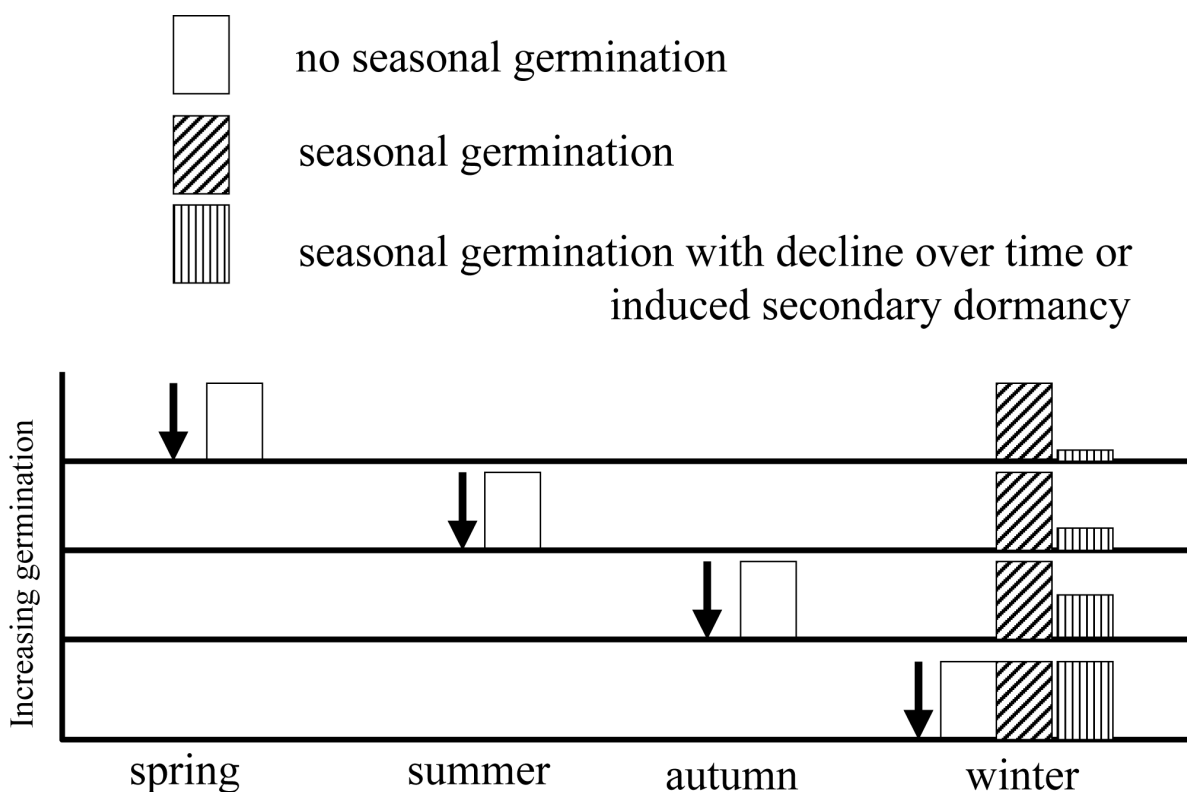 no seasonal germination
seasonal germination
seasonal germination with decline over time or
induced secondary dormancy
Increasing germination
spring
summer
autumn
winter